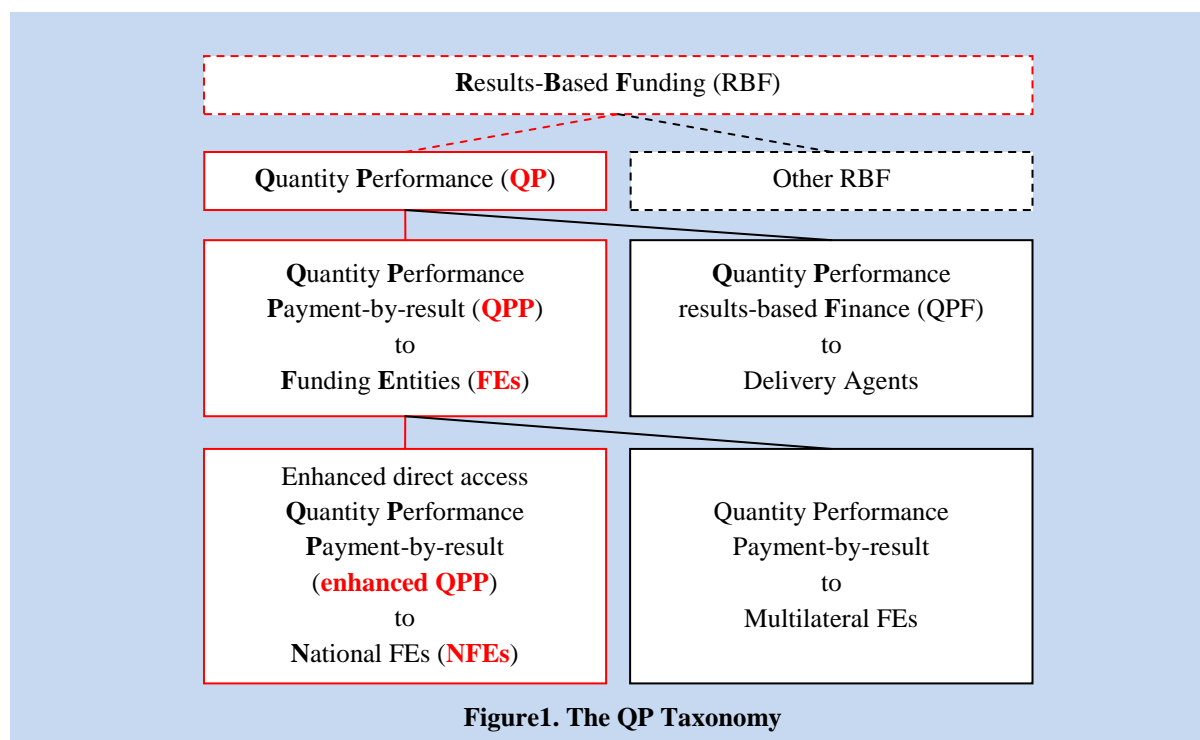 Results-Based Funding (RBF)
Quantity Performance (QP)
Other RBF
Quantity Performance
Payment-by-result (QPP)
to
Funding Entities (FEs)
Quantity Performance
results-based Finance (QPF)
to
Delivery Agents
Enhanced direct access
Quantity Performance
Payment-by-result
(enhanced QPP)
to
National FEs (NFEs)
Quantity Performance
Payment-by-result
to
Multilateral FEs
Figure1. The QP Taxonomy